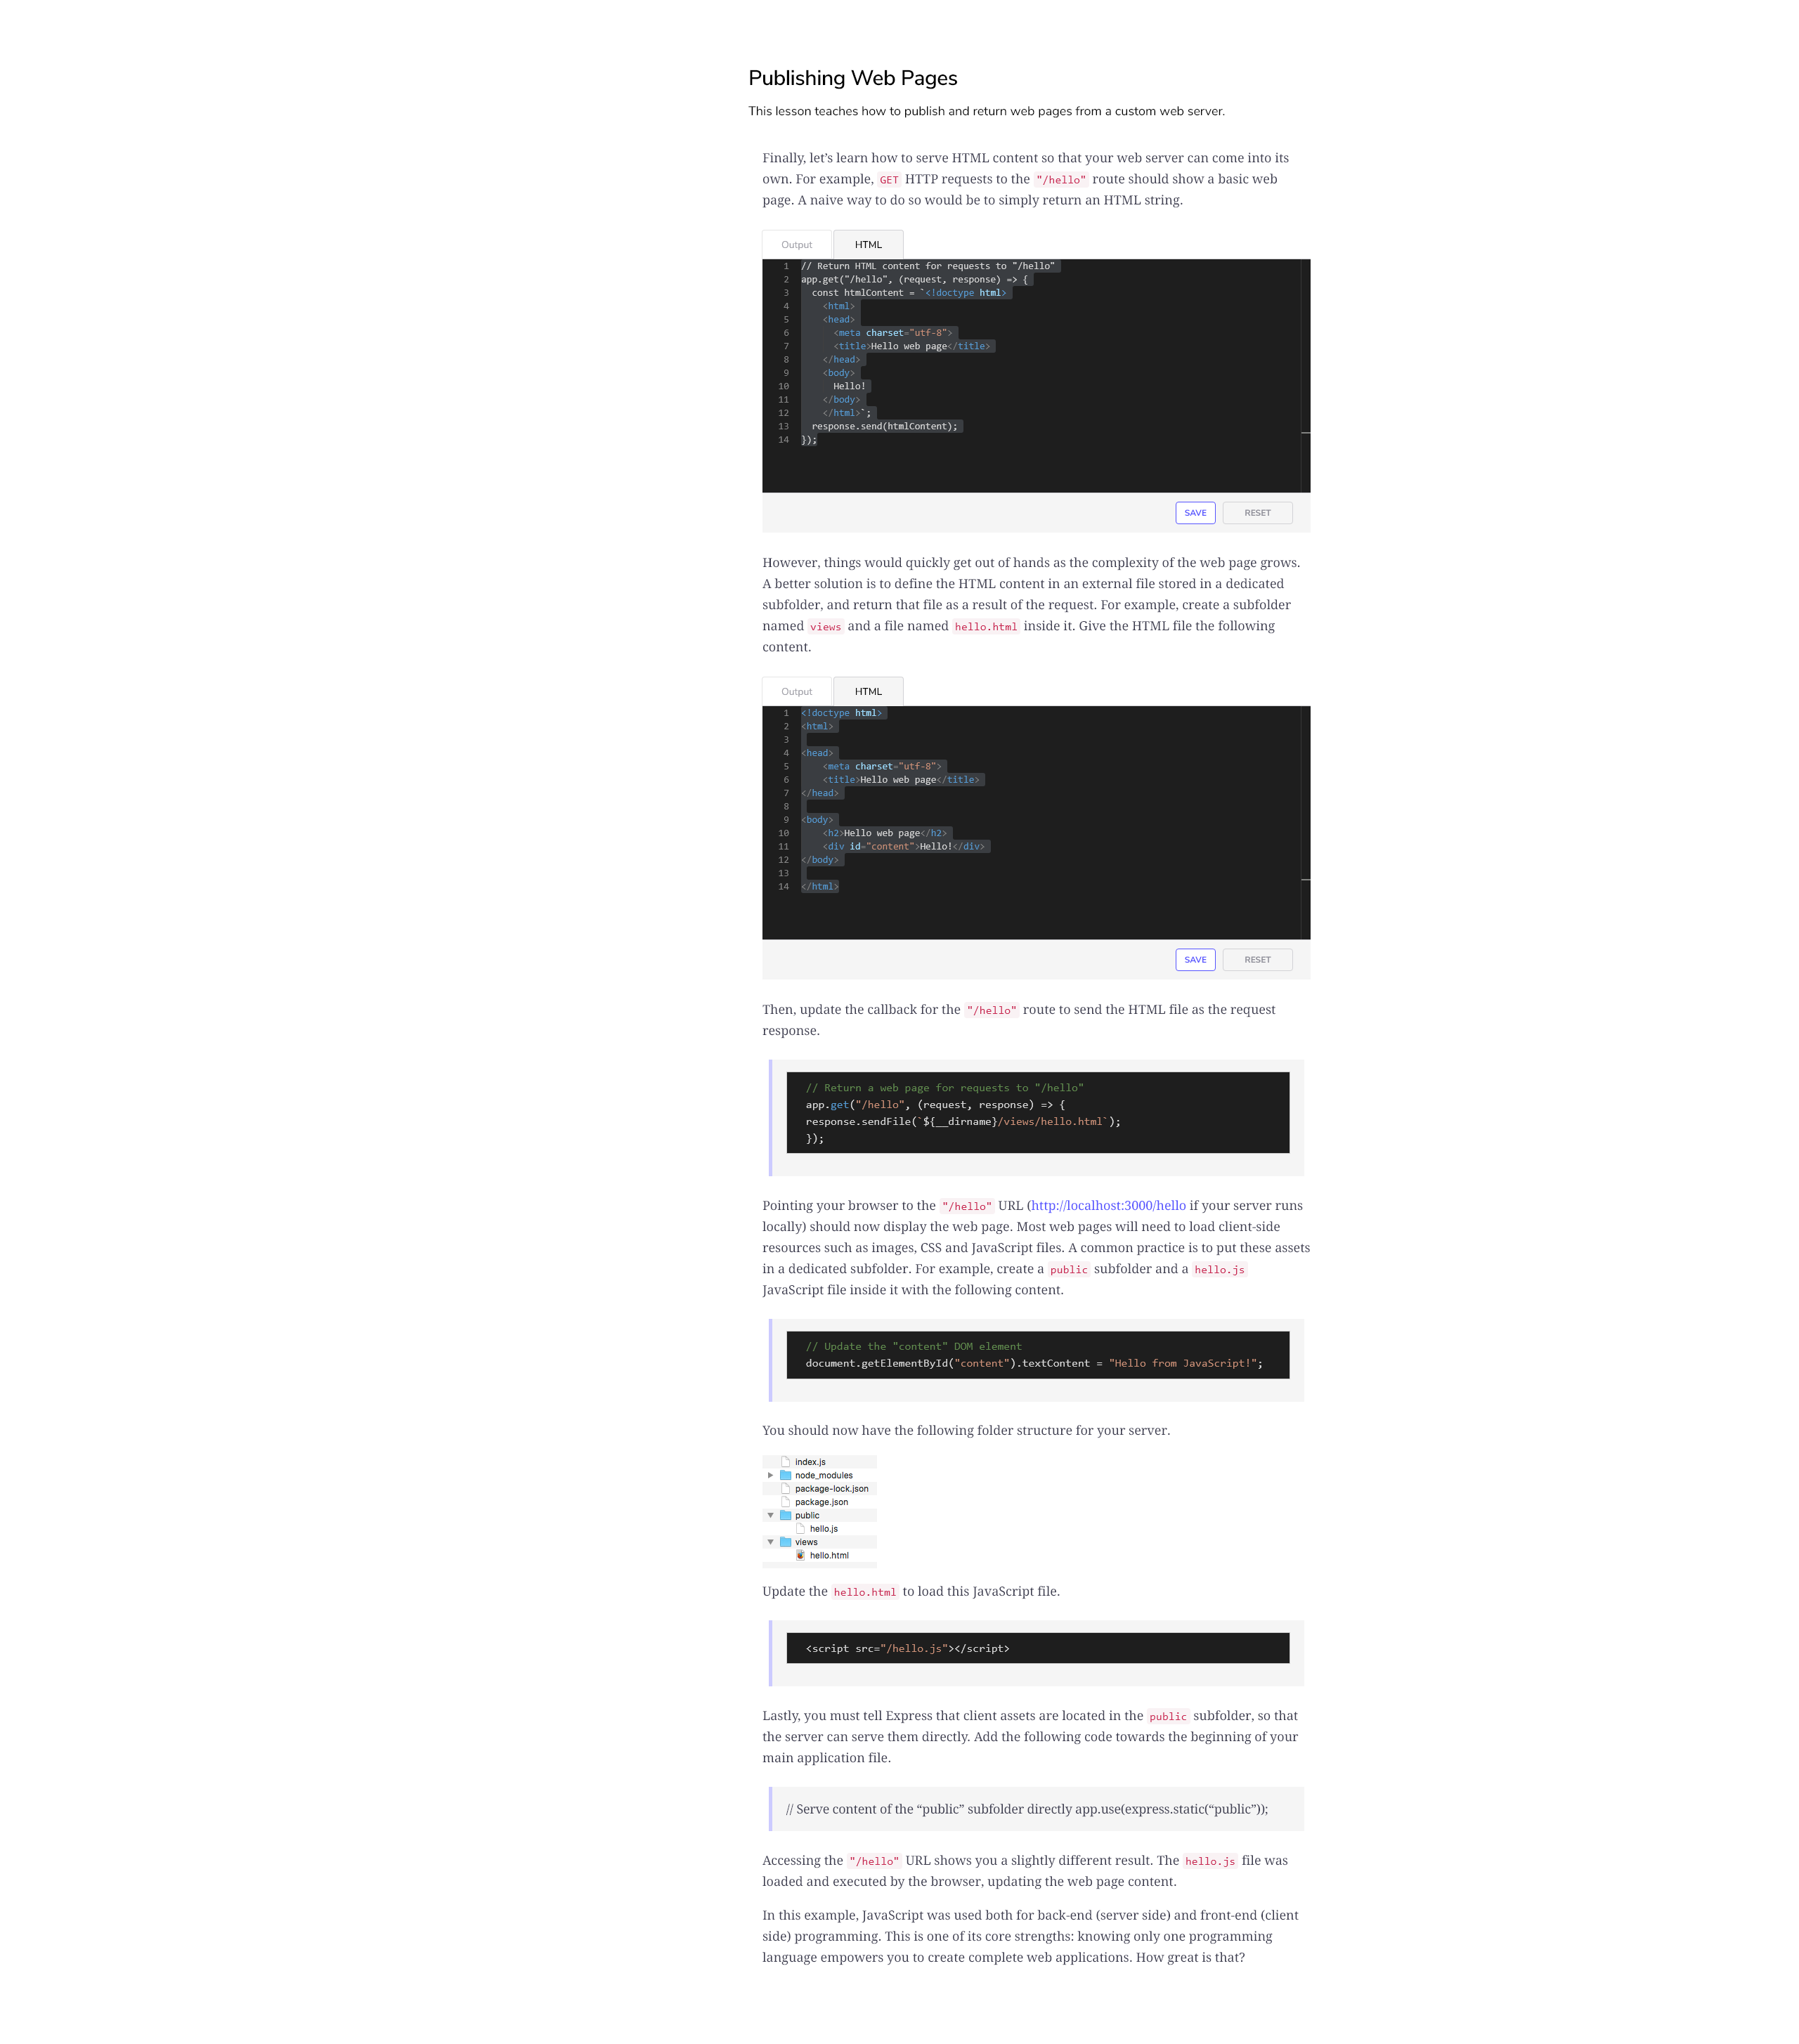 Publishing Web Pages
This lesson teaches how to publish and return web pages from a custom web server.
Finally, let’s learn how to serve HTML content so that your web server can come into its
own. For example, GET HTTP requests to the "/hello" route should show a basic web
page. A naive way to do so would be to simply return an HTML string.
Output HTML
1 // Return HTML content for requests to "/hello"
2 app.get("/hello", (request, response) => {
3   const htmlContent = `<!doctype html>
4     <html>
5     <head>
6       <meta charset="utf-8">
7       <title>Hello web page</title>
8     </head>
9     <body>
10       Hello!
11     </body>
12     </html>`;
13   response.send(htmlContent);
14 });
SAVE RESET
However, things would quickly get out of hands as the complexity of the web page grows.
A better solution is to define the HTML content in an external file stored in a dedicated
subfolder, and return that file as a result of the request. For example, create a subfolder
named views and a file named hello.html inside it. Give the HTML file the following
content.
Output HTML
1 <!doctype html>
2 <html>
3
4 <head>
5     <meta charset="utf-8">
6     <title>Hello web page</title>
7 </head>
8
9 <body>
10     <h2>Hello web page</h2>
11     <div id="content">Hello!</div>
12 </body>
13
14 </html>
SAVE RESET
Then, update the callback for the "/hello" route to send the HTML file as the request
response.
// Return a web page for requests to "/hello"
app.get("/hello", (request, response) => {
response.sendFile(`${__dirname}/views/hello.html`);
});
Pointing your browser to the "/hello" URL (http://localhost:3000/hello if your server runs
locally) should now display the web page. Most web pages will need to load client-side
resources such as images, CSS and JavaScript files. A common practice is to put these assets
in a dedicated subfolder. For example, create a public subfolder and a hello.js
JavaScript file inside it with the following content.
// Update the "content" DOM element
document.getElementById("content").textContent = "Hello from JavaScript!";
You should now have the following folder structure for your server.
index.js
node_modules
package-lock.json
package.json
public
hello.js
views
hello.html
Update the hello.html to load this JavaScript file.
<script src="/hello.js"></script>
Lastly, you must tell Express that client assets are located in the public subfolder, so that
the server can serve them directly. Add the following code towards the beginning of your
main application file.
// Serve content of the “public” subfolder directly app.use(express.static(“public”));
Accessing the "/hello" URL shows you a slightly different result. The hello.js file was
loaded and executed by the browser, updating the web page content.
In this example, JavaScript was used both for back-end (server side) and front-end (client
side) programming. This is one of its core strengths: knowing only one programming
language empowers you to create complete web applications. How great is that?